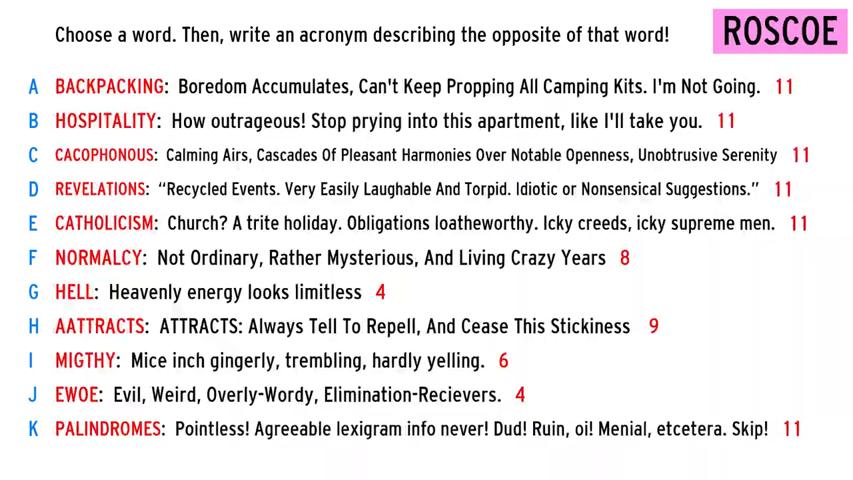 Choose a word. Then, write an acronym describing the opposite of that word! ROSCOE
A BACKPACKING: Boredom Accumulates, Can't Keep Propping All Camping Kits. I'm Not Going. 11
B HOSPITALITY: How outrageous! Stop prying into this apartment, like I'll take you. 11
C CACOPHONOUS: Calming Airs, Cascades Of Pleasant Harmonies Over Notable Openness, Unobtrusive Serenity 11
D REVELATIONS: “Recycled Events. Very Easily Laughable And Torpid. Idiotic or Nonsensical Suggestions.” 11
E CATHOLICISM: Church? A trite holiday. Obligations loatheworthy. Icky creeds, icky supreme men. 11
F NORMALCY: Not Ordinary, Rather Mysterious, And Living Crazy Years 8
G HELL: Heavenly energy looks limitless 4
H AATTRACTS: ATTRACTS: Always Tell To Repell, And Cease This Stickiness 9
I MIGTHY: Mice inch gingerly, trembling, hardly yelling. 6
J EWOE: Evil, Weird, Overly-Wordy, Elimination-Recievers. 4
K PALINDROMES: Pointless! Agreeable lexigram info never! Dud! Ruin, oi! Menial, etcetera. Skip! 11